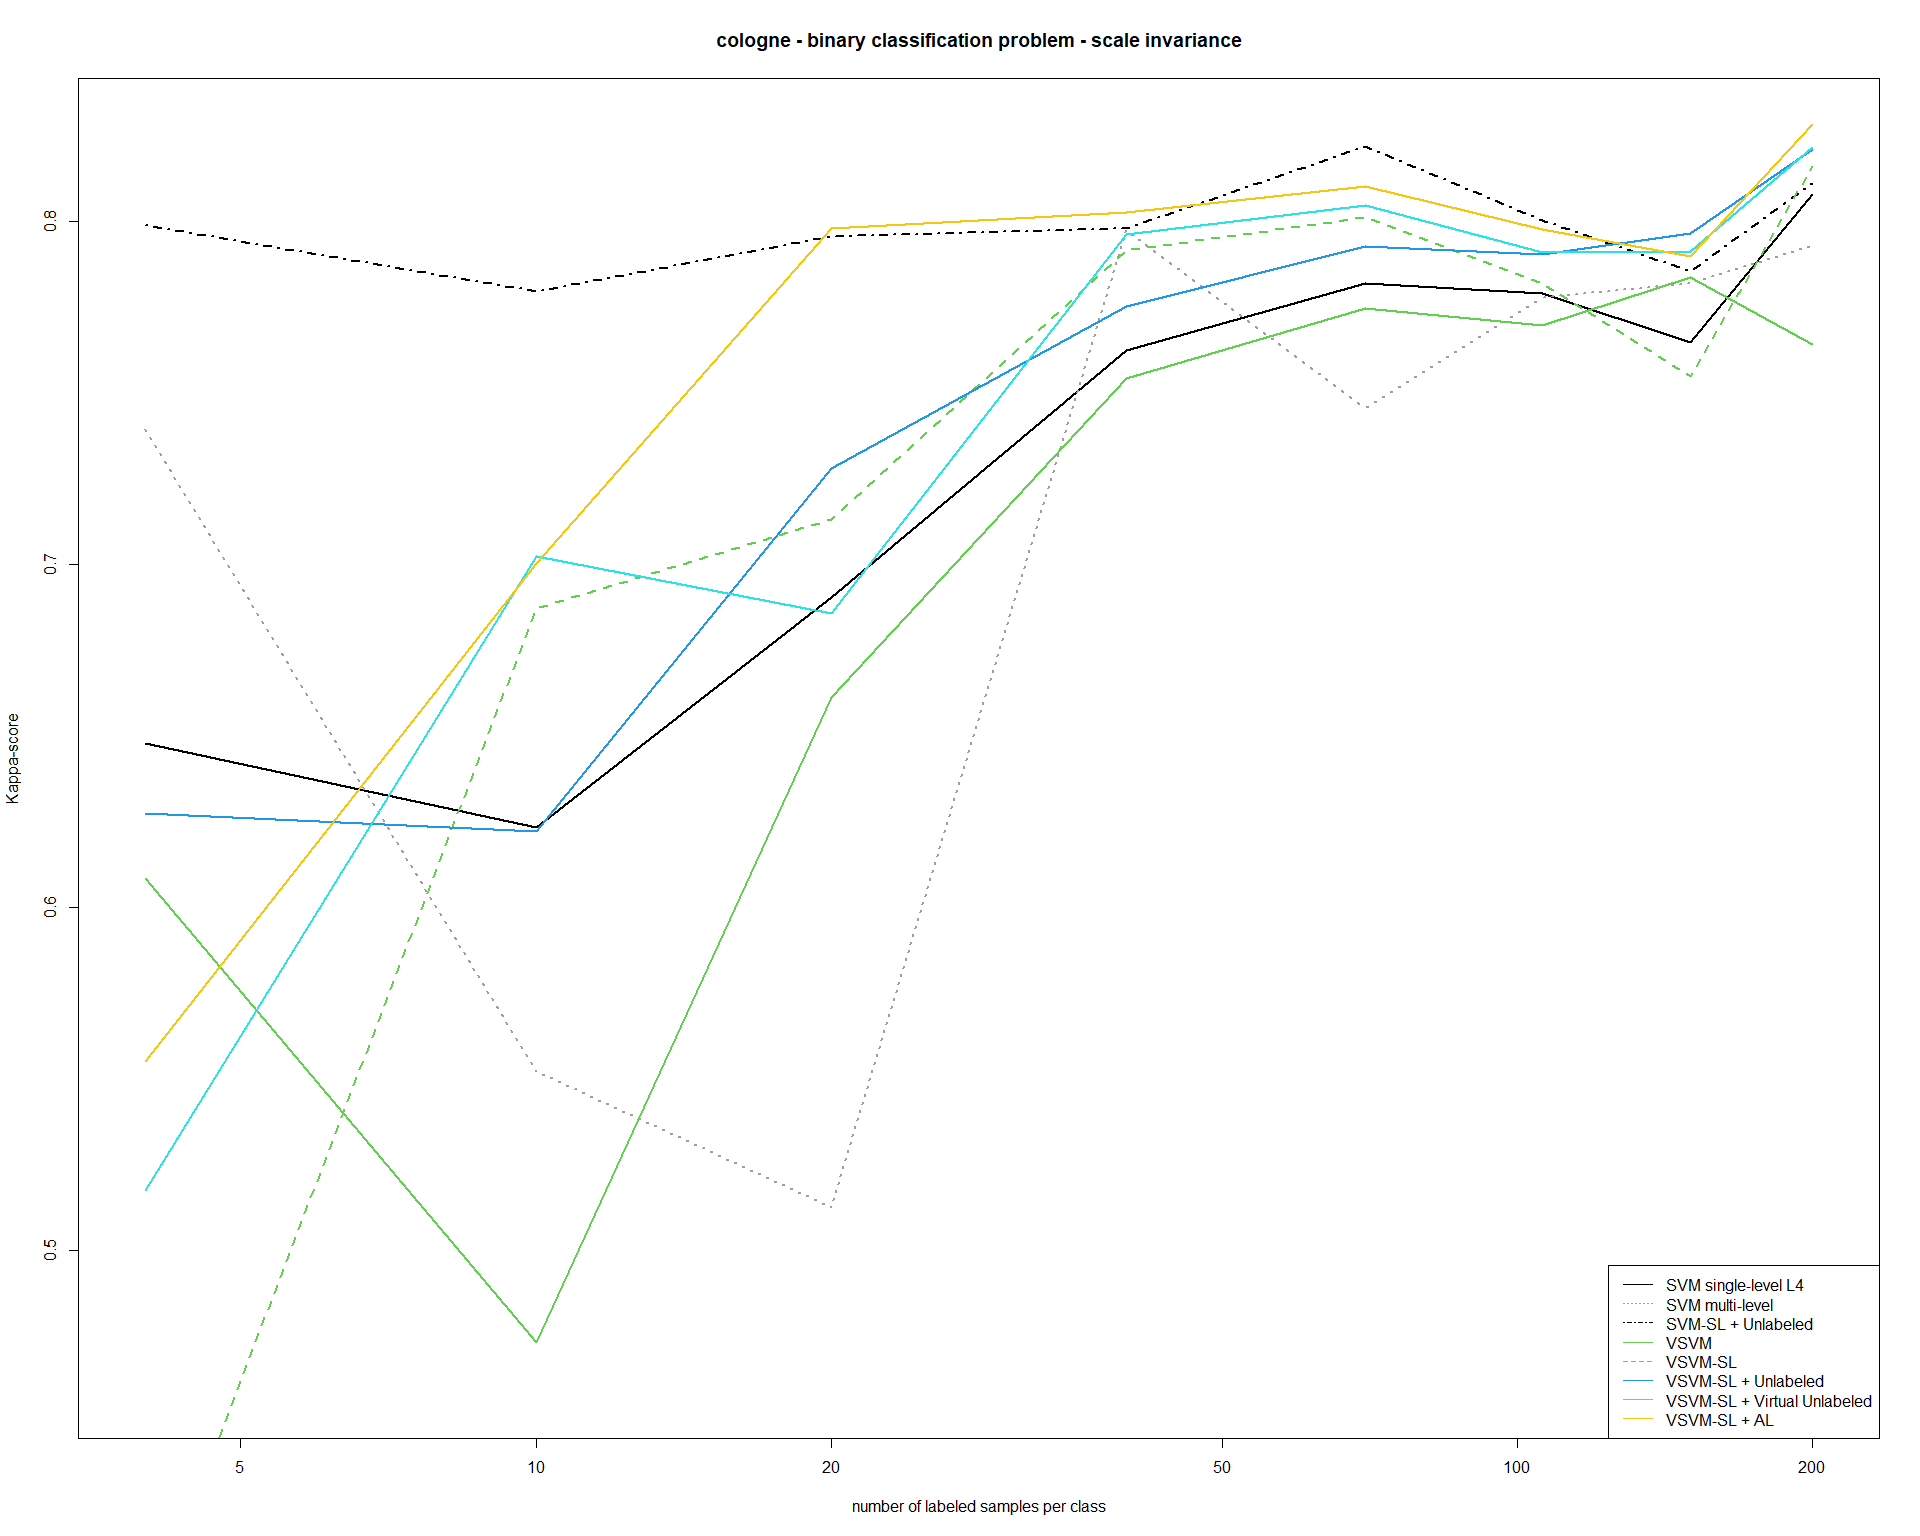 cologne - binary classification problem - scale invariance
Kappa-score
0.8
0.7
0.6
0.5
5
10
20
50
100
200
number of labeled samples per class
SVM single-level L4
SVM multi-level
SVM-SL + Unlabeled
VSVM
VSVM-SL
VSVM-SL + Unlabeled
VSVM-SL + Virtual Unlabeled
VSVM-SL + AL